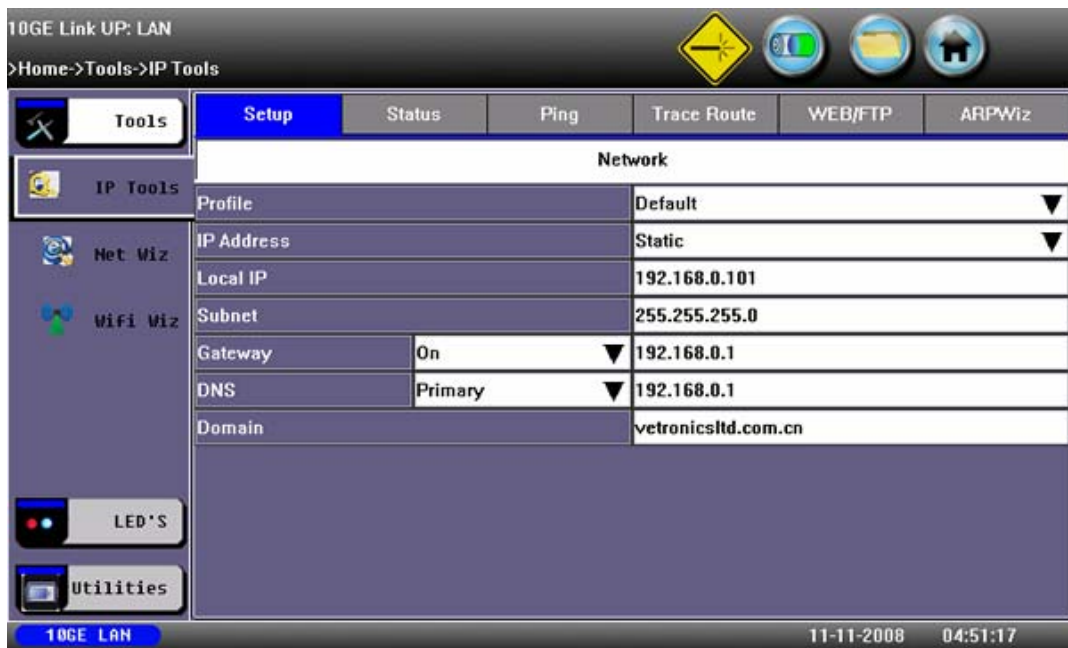 10GE Link UP: LAN
>Home->Tools->IP Tools
Tools
Setup Status Ping Trace Route WEB/FTP ARPWiz
Network
IP Tools
Profile Default
Net Wiz
IP Address Static
Local IP 192.168.0.101
WiFi Wiz
Subnet 255.255.255.0
Gateway On 192.168.0.1
DNS Primary 192.168.0.1
Domain vetronicsltd.com.cn
LED'S
Utilities
10GE LAN 11-11-2008 04:51:17